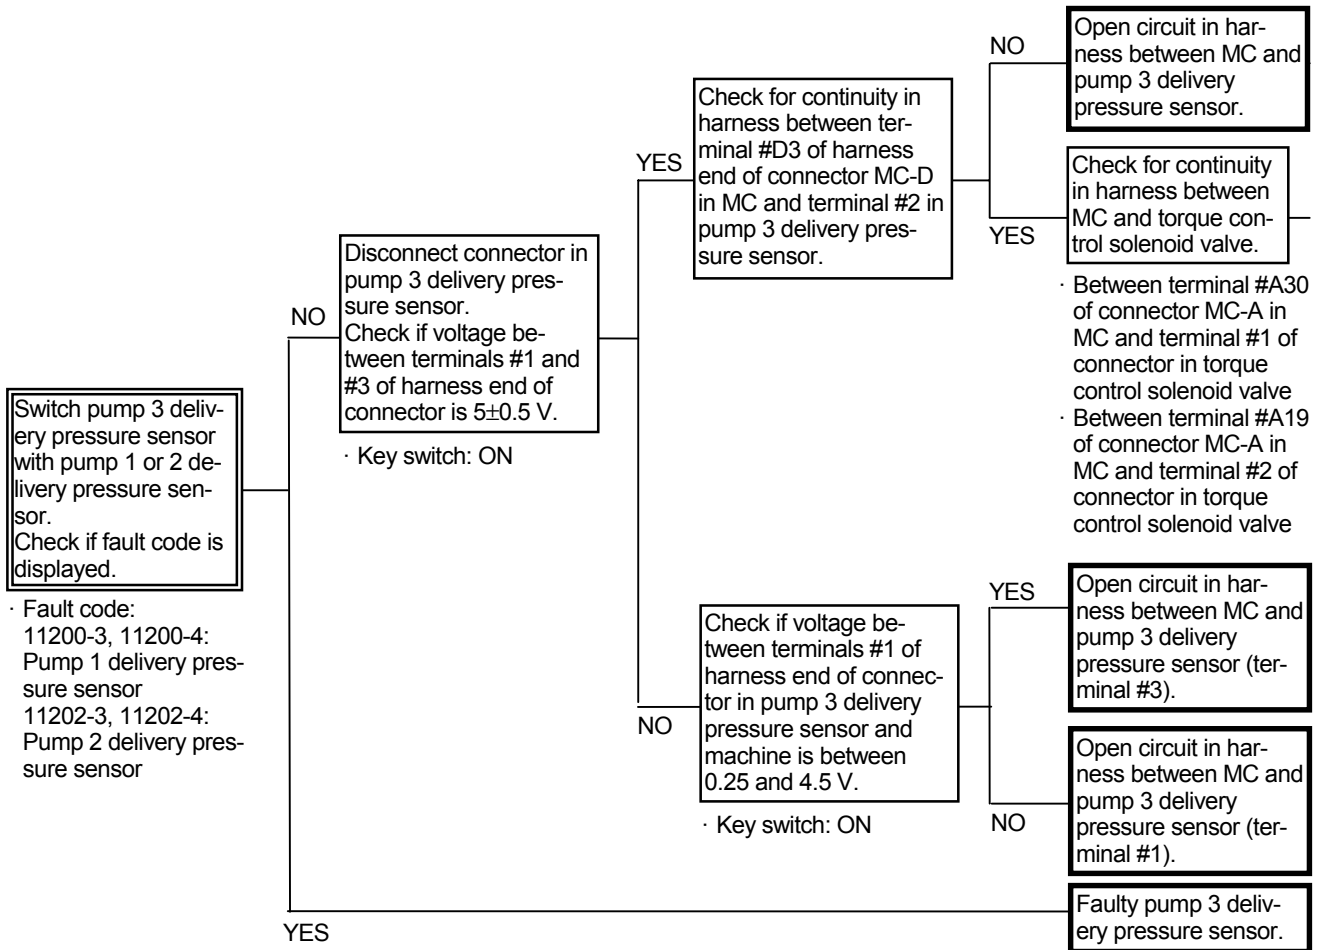 Switch pump 3 deliv-
ery pressure sensor
with pump 1 or 2 de-
livery pressure sen-
sor.
Check if fault code is
displayed.
· Fault code:
11200-3, 11200-4:
Pump 1 delivery pres-
sure sensor
11202-3, 11202-4:
Pump 2 delivery pres-
sure sensor
NO
Disconnect connector in
pump 3 delivery pres-
sure sensor.
Check if voltage be-
tween terminals #1 and
#3 of harness end of
connector is 5±0.5 V.
· Key switch: ON
YES
Check for continuity in
harness between ter-
minal #D3 of harness
end of connector MC-D
in MC and terminal #2 in
pump 3 delivery pres-
sure sensor.
NO
Open circuit in har-
ness between MC and
pump 3 delivery
pressure sensor.
YES
Check for continuity
in harness between
MC and torque con-
trol solenoid valve.
· Between terminal #A30
of connector MC-A in
MC and terminal #1 of
connector in torque
control solenoid valve
· Between terminal #A19
of connector MC-A in
MC and terminal #2 of
connector in torque
control solenoid valve
NO
Check if voltage be-
tween terminals #1 of
harness end of connec-
tor in pump 3 delivery
pressure sensor and
machine is between
0.25 and 4.5 V.
· Key switch: ON
YES
Open circuit in har-
ness between MC and
pump 3 delivery
pressure sensor (ter-
minal #3).
NO
Open circuit in har-
ness between MC and
pump 3 delivery
pressure sensor (ter-
minal #1).
YES
Faulty pump 3 deliv-
ery pressure sensor.